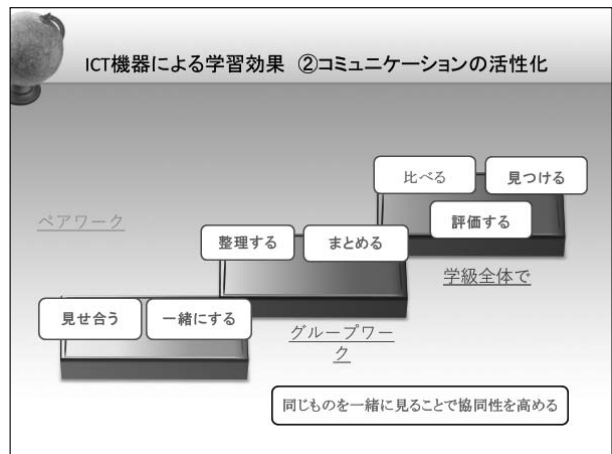 ICT機器による学習効果 ②コミュニケーションの活性化
比べる
見つける
評価する
学級全体で
ペアワーク
整理する
まとめる
グループワー
ク
見せ合う
一緒にする
同じものを一緒に見ることで協同性を高める